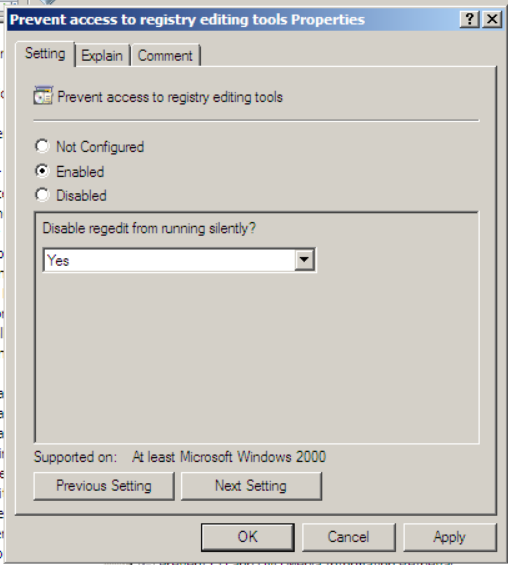 Prevent access to registry editing tools Properties
Setting
Explain
Comment
Prevent access to registry editing tools
Not Configured
Enabled
Disabled
Disable regedit from running silently?
Yes
Supported on: At least Microsoft Windows 2000
Previous Setting
Next Setting
OK
Cancel
Apply